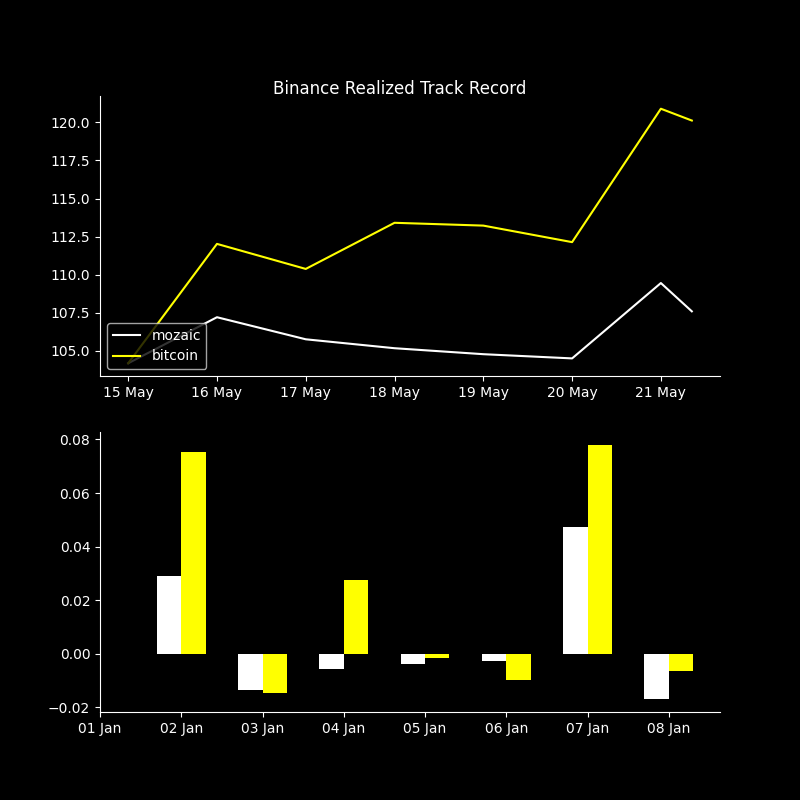 Binance Realized Track Record
120.0
117.5
115.0
112.5
110.0
107.5
105.0
mozaic
bitcoin
15 May 16 May 17 May 18 May 19 May 20 May 21 May
0.08
0.06
0.04
0.02
0.00
−0.02
01 Jan 02 Jan 03 Jan 04 Jan 05 Jan 06 Jan 07 Jan 08 Jan